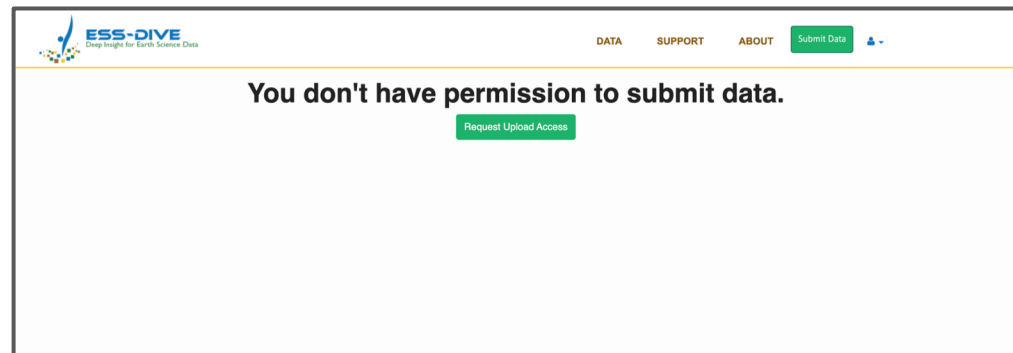 ESS-DIVE
Deep Insight for Earth Science Data
DATA SUPPORT ABOUT Submit Data
You don't have permission to submit data.
Request Upload Access